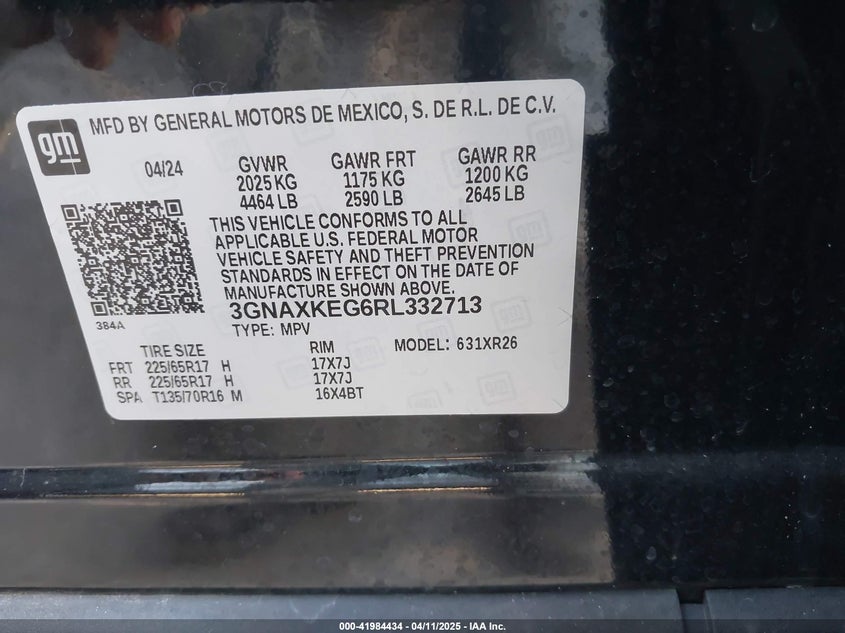 gm
MFD BY GENERAL MOTORS DE MEXICO, S. DE R.L. DE C.V.
04/24 GVWR GAWR FRT GAWR RR
2025 KG 1175 KG 1200 KG
4464 LB 2590 LB 2645 LB
THIS VEHICLE CONFORMS TO ALL
APPLICABLE U.S. FEDERAL MOTOR
VEHICLE SAFETY AND THEFT PREVENTION
STANDARDS IN EFFECT ON THE DATE OF
MANUFACTURE SHOWN ABOVE.
384A
3GNAXKEG6RL332713
TYPE: MPV
TIRE SIZE RIM MODEL: 631XR26
FRT 225/65R17 H 17X7J
RR 225/65R17 H 17X7J
SPA T135/70R16 M 16X4BT
000-41984434 - 04/11/2025 - IAA Inc.